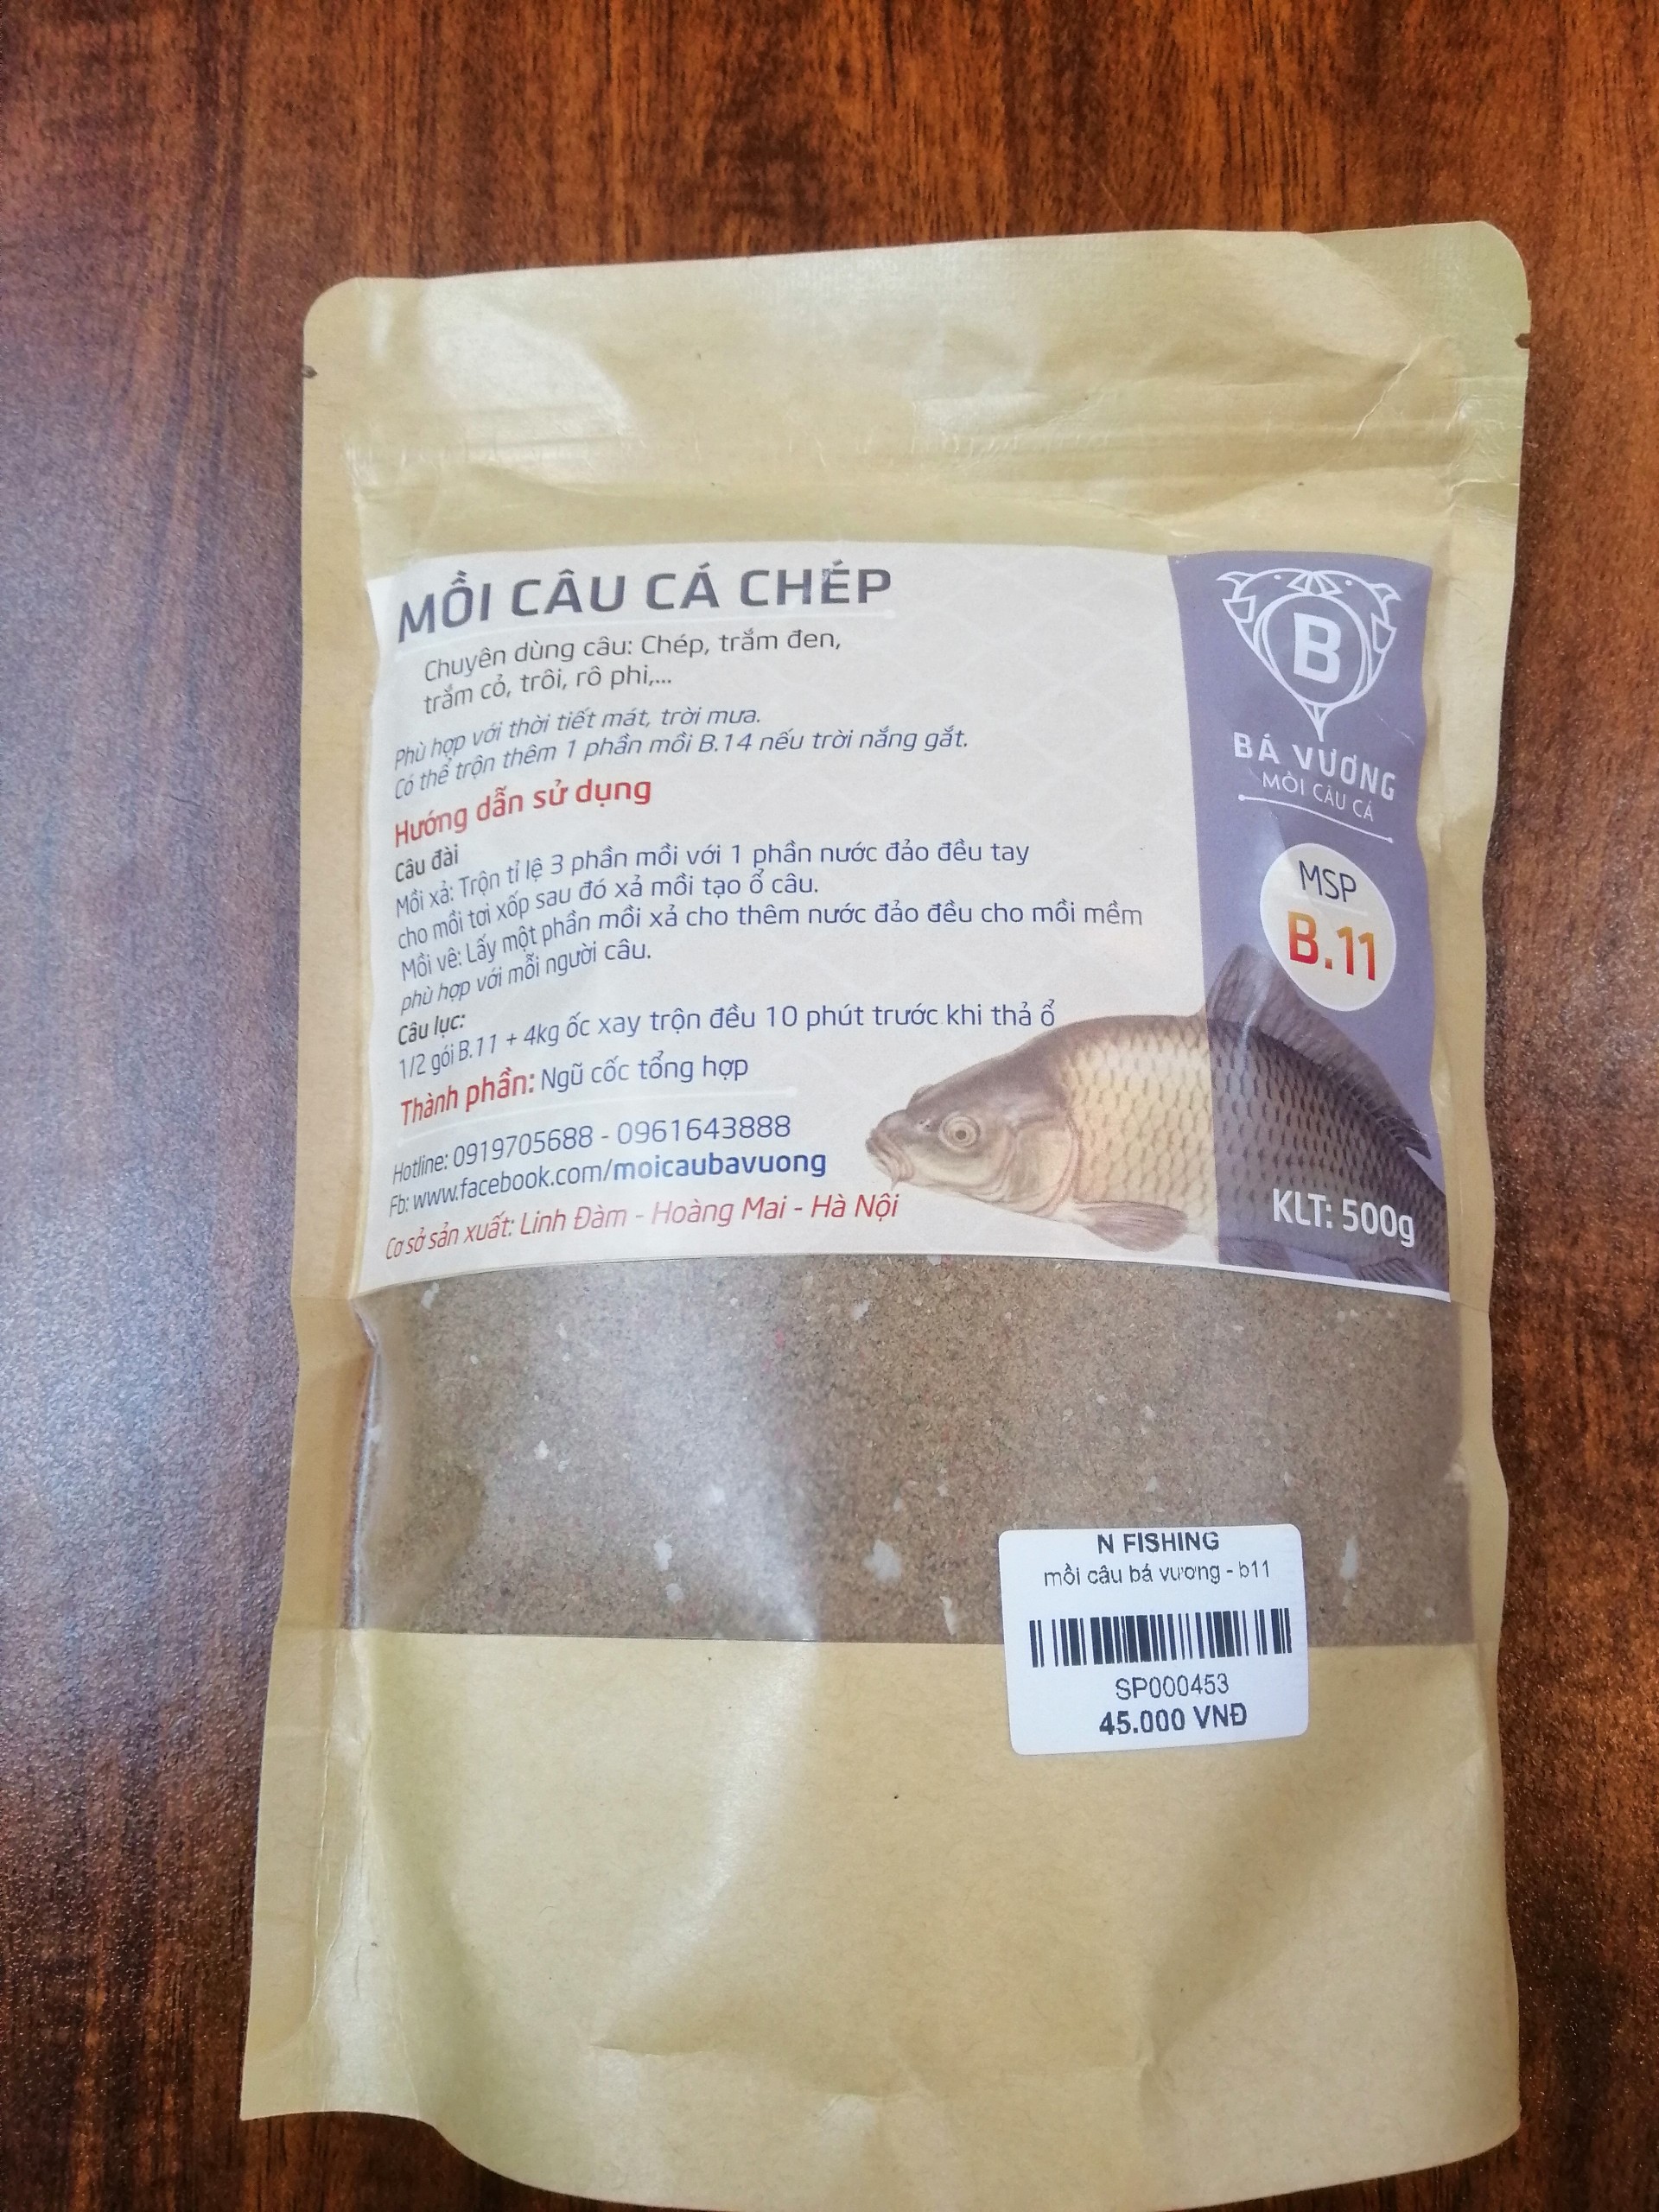 MỒI CÂU CÁ CHÉP
Chuyên dùng câu: Chép, trắm đen,
trắm cỏ, trôi, rô phi,...
Phù hợp với thời tiết mát, trời mưa.
Có thể trộn thêm 1 phần mồi B.14 nếu trời nắng gắt.
Hướng dẫn sử dụng
Câu đài
Mồi xả: Trộn tỉ lệ 3 phần mồi với 1 phần nước đảo đều tay
cho mồi tơi xốp sau đó xả mồi tạo ổ câu.
Mồi vê: Lấy một phần mồi xả cho thêm nước đảo đều cho mồi mềm
phù hợp với mỗi người câu.
Câu lục:
1/2 gói B.11 + 4kg ốc xay trộn đều 10 phút trước khi thả ổ
Thành phần: Ngũ cốc tổng hợp
Hotline: 0919705688 - 0961643888
Fb: www.facebook.com/moicaubavuong
Cơ sở sản xuất: Linh Đàm - Hoàng Mai - Hà Nội
B
BÁ VƯƠNG
MỒI CÂU CÁ
MSP
B.11
KLT: 500g
N FISHING
mồi câu bá vương - b11
SP000453
45.000 VNĐ